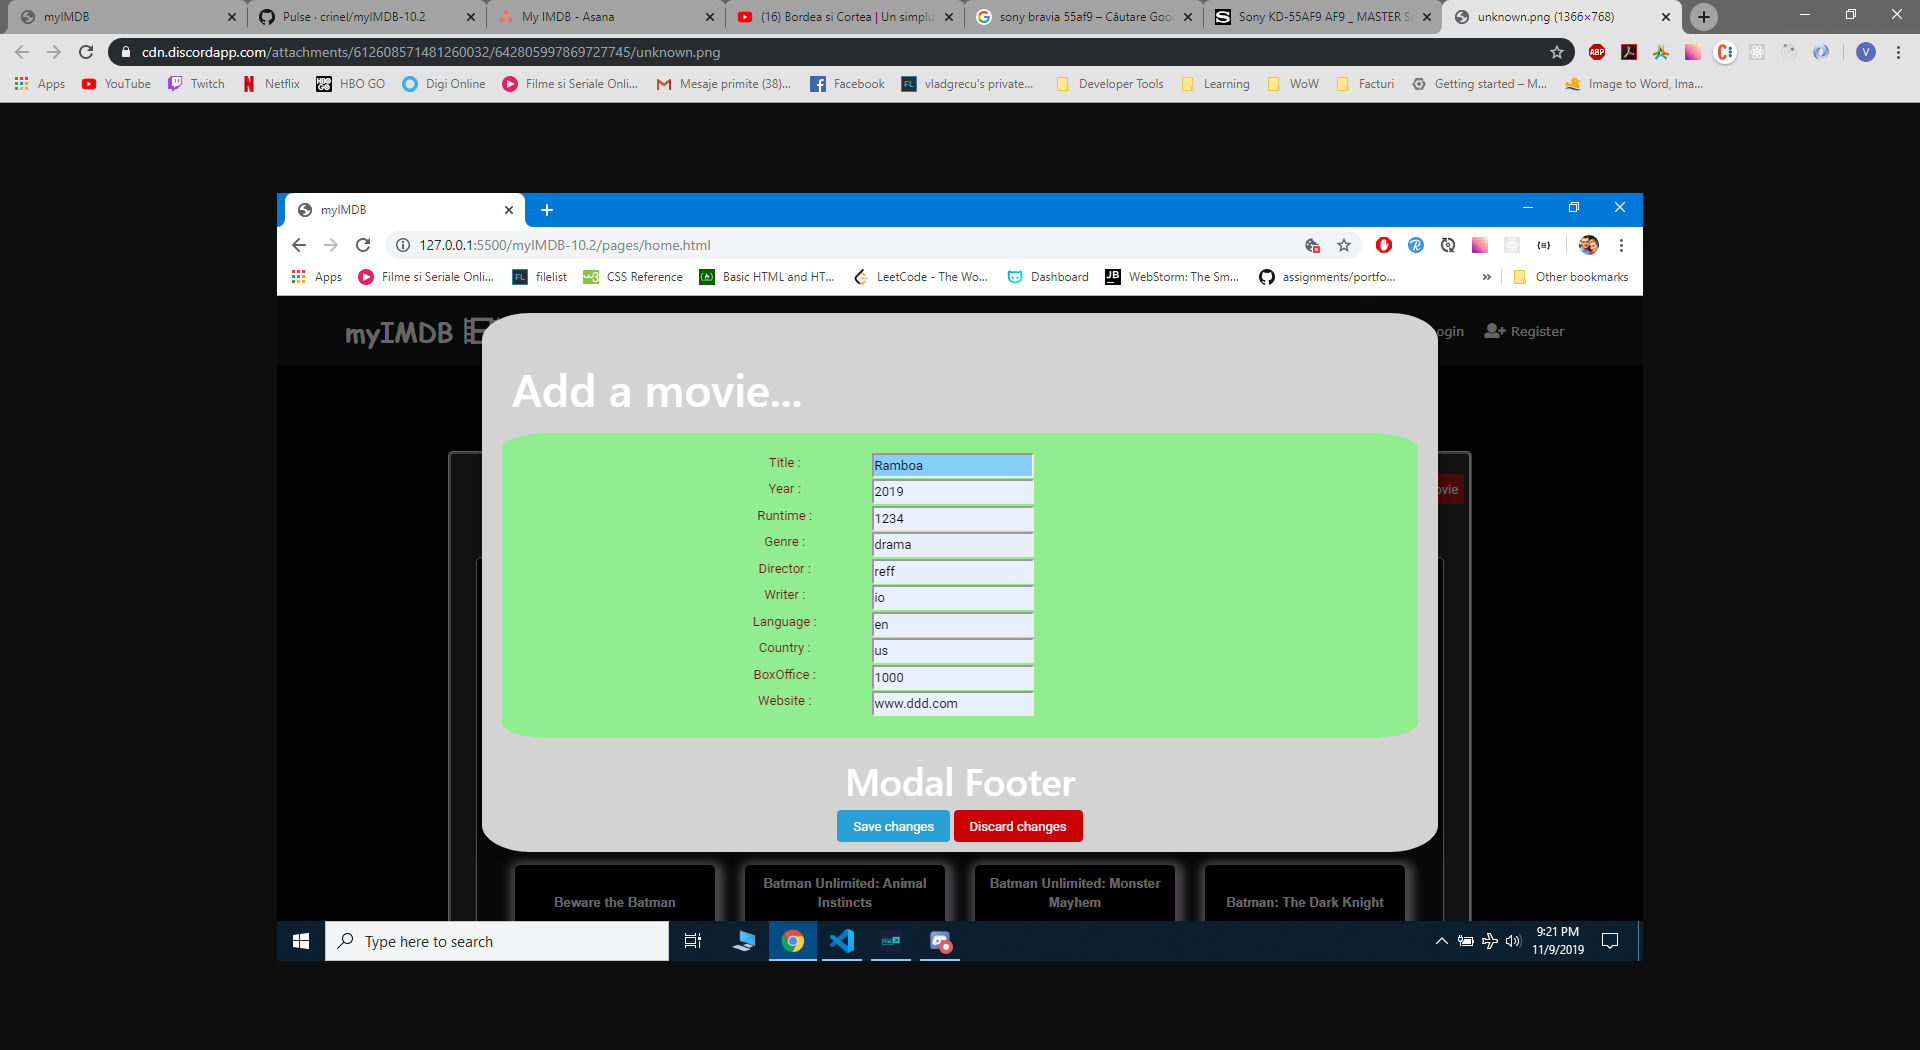 myIMDB
Pulse · crinel/myIMDB-10.2
My IMDB - Asana
(16) Bordea si Cortea | Un simplu
sony bravia 55af9 – Căutare Goo
Sony KD-55AF9 AF9 _ MASTER Se
unknown.png (1366×768)
cdn.discordapp.com/attachments/612608571481260032/642805997869727745/unknown.png
ABP
V
Apps
YouTube
Twitch
Netflix
HBO GO
Digi Online
Filme si Seriale Onli...
Mesaje primite (38)...
Facebook
vladgrecu's private...
Developer Tools
Learning
WoW
Facturi
Getting started – M...
Image to Word, Ima...
myIMDB
127.0.0.1:5500/myIMDB-10.2/pages/home.html
Apps
Filme si Seriale Onli...
filelist
CSS Reference
Basic HTML and HT...
LeetCode - The Wo...
Dashboard
WebStorm: The Sm...
assignments/portfo...
»
Other bookmarks
myIMDB
ogin
Register
Add a movie...
ovie
Title : Ramboa
Year : 2019
Runtime : 1234
Genre : drama
Director : reff
Writer : io
Language : en
Country : us
BoxOffice : 1000
Website : www.ddd.com
Modal Footer
Save changes
Discard changes
Beware the Batman
Batman Unlimited: Animal
Instincts
Batman Unlimited: Monster
Mayhem
Batman: The Dark Knight
Type here to search
9:21 PM
11/9/2019